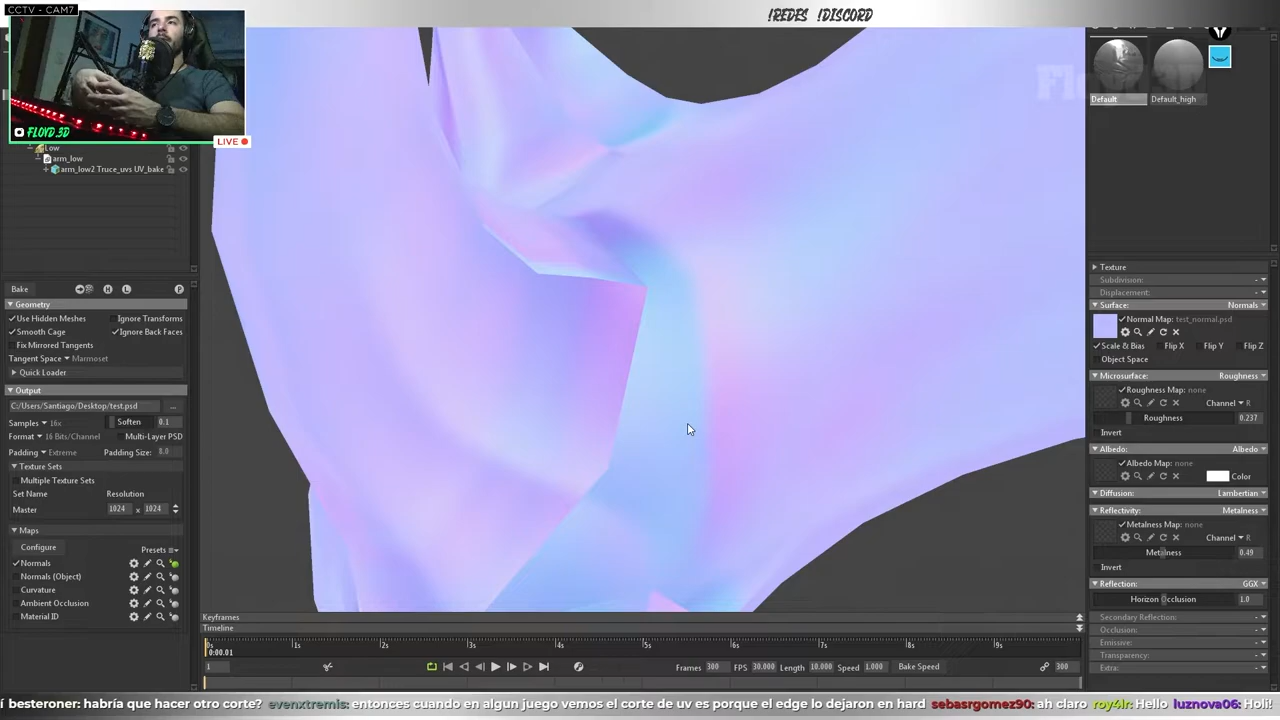 CCTV - CAM7
!REDES !DISCORD
FLOYD.3D
LIVE
Low
arm_low
arm_low2 Truce_uvs UV_bake
Default
Default_high
Bake
H
L
P
Geometry
Use Hidden Meshes
Ignore Transforms
Smooth Cage
Ignore Back Faces
Fix Mirrored Tangents
Tangent Space Marmoset
Quick Loader
Output
C:/Users/Santiago/Desktop/test.psd ...
Samples 16x
Soften 0.1
Format 16 Bits/Channel
Multi-Layer PSD
Padding Extreme
Padding Size: 8.0
Texture Sets
Multiple Texture Sets
Set Name Resolution
Master 1024 x 1024
Maps
Configure
Presets
Normals
Normals (Object)
Curvature
Ambient Occlusion
Material ID
Texture
Subdivision:
Displacement:
Surface: Normals
Normal Map: test_normal.psd
Scale & Bias Flip X Flip Y Flip Z
Object Space
Microsurface: Roughness
Roughness Map: none
Channel R
Roughness 0.237
Invert
Albedo: Albedo
Albedo Map: none
Color
Diffusion: Lambertian
Reflectivity: Metalness
Metalness Map: none
Channel R
Metalness 0.49
Invert
Reflection: GGX
Horizon Occlusion 1.0
Secondary Reflection:
Occlusion:
Emissive:
Transparency:
Extra:
Keyframes
Timeline
0s 1s 2s 3s 4s 5s 6s 7s 8s 9s
0:00.01
1
Frames 300 FPS 30.000 Length 10.000 Speed 1.000 Bake Speed 300
í besteroner: habría que hacer otro corte? evenxtremis: entonces cuando en algun juego vemos el corte de uv es porque el edge lo dejaron en hard sebasrgomez90: ah claro roy4lr: Hello luznova06: Holi!